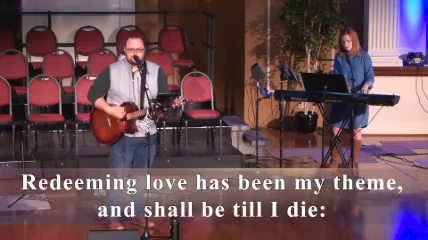 Redeeming love has been my theme,
and shall be till I die: